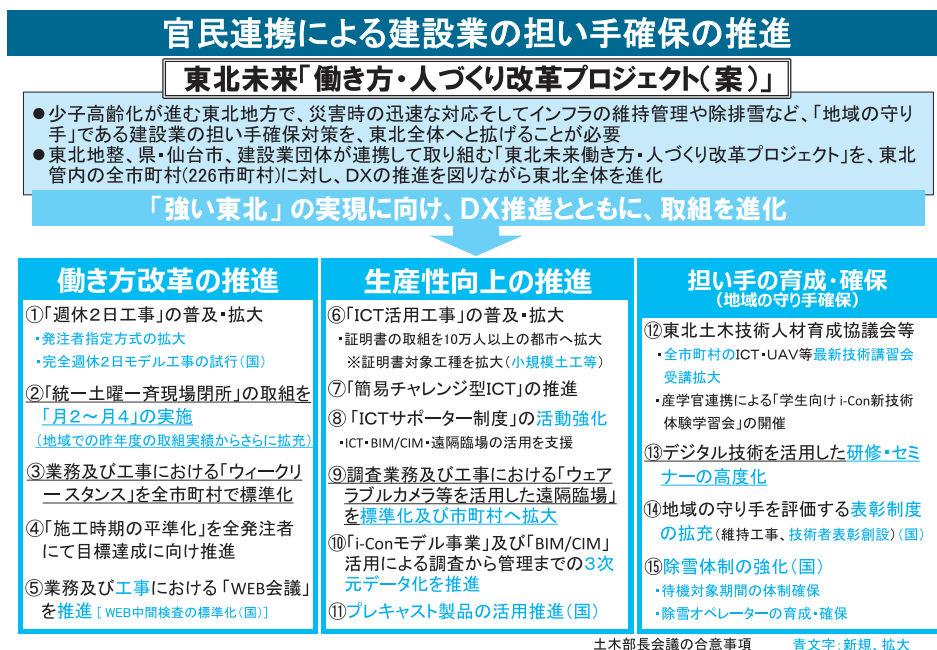 官民連携による建設業の担い手確保の推進
東北未来「働き方・人づくり改革プロジェクト(案)」
●少子高齢化が進む東北地方で、災害時の迅速な対応そしてインフラの維持管理や除排雪など、「地域の守り
手」である建設業の担い手確保対策を、東北全体へと拡げることが必要
●東北地整、県・仙台市、建設業団体が連携して取り組む「東北未来働き方・人づくり改革プロジェクト」を、東北
管内の全市町村(226市町村)に対し、DXの推進を図りながら東北全体を進化
「強い東北」の実現に向け、DX推進とともに、取組を進化
働き方改革の推進
①「週休2日工事」の普及・拡大
・発注者指定方式の拡大
・完全週休2日モデル工事の試行(国)
②「統一土曜一斉現場閉所」の取組を
「月2~月4」の実施
(地域での昨年度の取組実績からさらに拡充)
③業務及び工事における「ウィークリ
ースタンス」を全市町村で標準化
④「施工時期の平準化」を全発注者
にて目標達成に向け推進
⑤業務及び工事における「WEB会議」
を推進[WEB中間検査の標準化(国)]
生産性向上の推進
⑥「ICT活用工事」の普及・拡大
・証明書の取組を10万人以上の都市へ拡大
※証明書対象工種を拡大(小規模土工等)
⑦「簡易チャレンジ型ICT」の推進
⑧「ICTサポーター制度」の活動強化
・ICT・BIM/CIM・遠隔臨場の活用を支援
⑨調査業務及び工事における「ウェア
ラブルカメラ等を活用した遠隔臨場」
を標準化及び市町村へ拡大
⑩「i-Conモデル事業」及び「BIM/CIM」
活用による調査から管理までの3次
元データ化を推進
⑪プレキャスト製品の活用推進(国)
担い手の育成・確保
(地域の守り手確保)
⑫東北土木技術人材育成協議会等
・全市町村のICT・UAV等最新技術講習会
受講拡大
・産学官連携による「学生向け i-Con新技術
体験学習会」の開催
⑬デジタル技術を活用した研修・セミ
ナーの高度化
⑭地域の守り手を評価する表彰制度
の拡充(維持工事、技術者表彰創設)(国)
⑮除雪体制の強化(国)
・待機対象期間の体制確保
・除雪オペレーターの育成・確保
土木部長会議の合意事項 青文字:新規、拡大